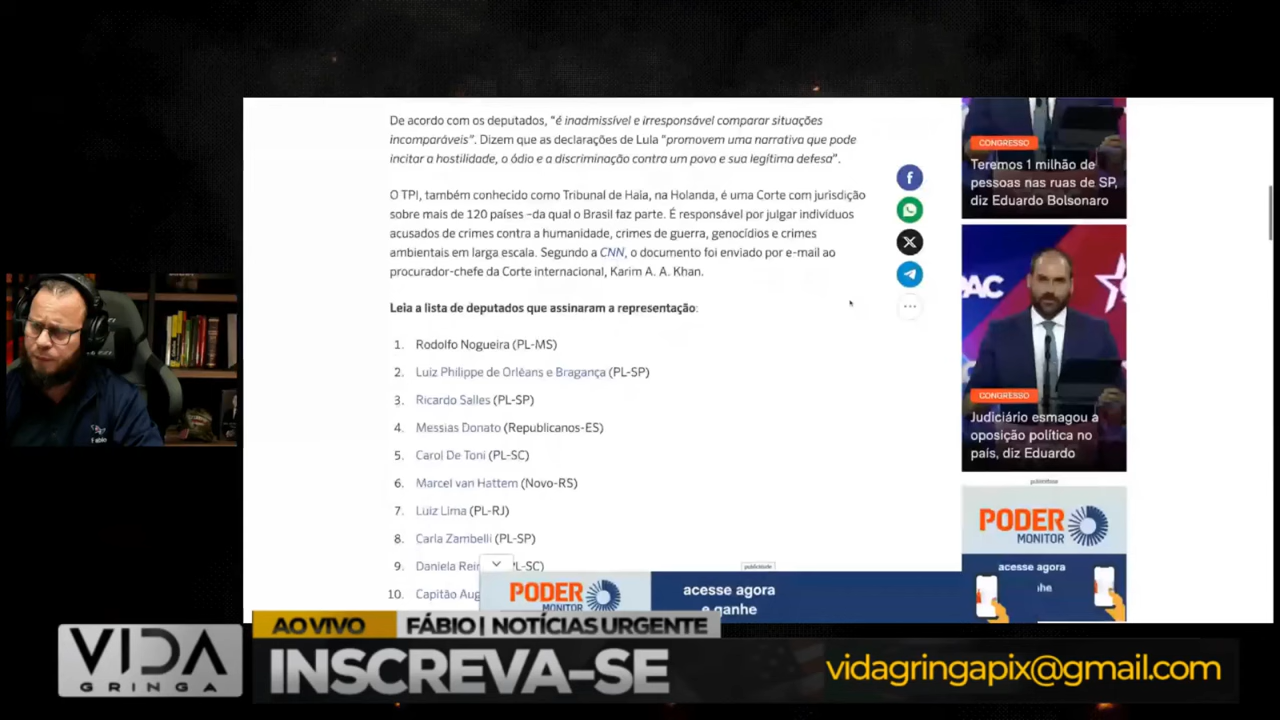 De acordo com os deputados, “é inadmissível e irresponsável comparar situações
incomparáveis”. Dizem que as declarações de Lula “promovem uma narrativa que pode
incitar a hostilidade, o ódio e a discriminação contra um povo e sua legítima defesa”.
O TPI, também conhecido como Tribunal de Haia, na Holanda, é uma Corte com jurisdição
sobre mais de 120 países –da qual o Brasil faz parte. É responsável por julgar indivíduos
acusados de crimes contra a humanidade, crimes de guerra, genocídios e crimes
ambientais em larga escala. Segundo a CNN, o documento foi enviado por e-mail ao
procurador-chefe da Corte internacional, Karim A. A. Khan.
Leia a lista de deputados que assinaram a representação:
1. Rodolfo Nogueira (PL-MS)
2. Luiz Philippe de Orléans e Bragança (PL-SP)
3. Ricardo Salles (PL-SP)
4. Messias Donato (Republicanos-ES)
5. Carol De Toni (PL-SC)
6. Marcel van Hattem (Novo-RS)
7. Luiz Lima (PL-RJ)
8. Carla Zambelli (PL-SP)
9. Daniela Rei PL-SC)
10. Capitão Aug
CONGRESSO
Teremos 1 milhão de
pessoas nas ruas de SP,
diz Eduardo Bolsonaro
PAC
CONGRESSO
Judiciário esmagou a
oposição política no
país, diz Eduardo
publicidade
PODER
MONITOR
acesse agora
publicidade
PODER
MONITOR
acesse agora
e ganhe
Fábio
AO VIVO
FÁBIO | NOTÍCIAS URGENTE
VIDA
GRINGA
INSCREVA-SE
vidagringapix@gmail.com